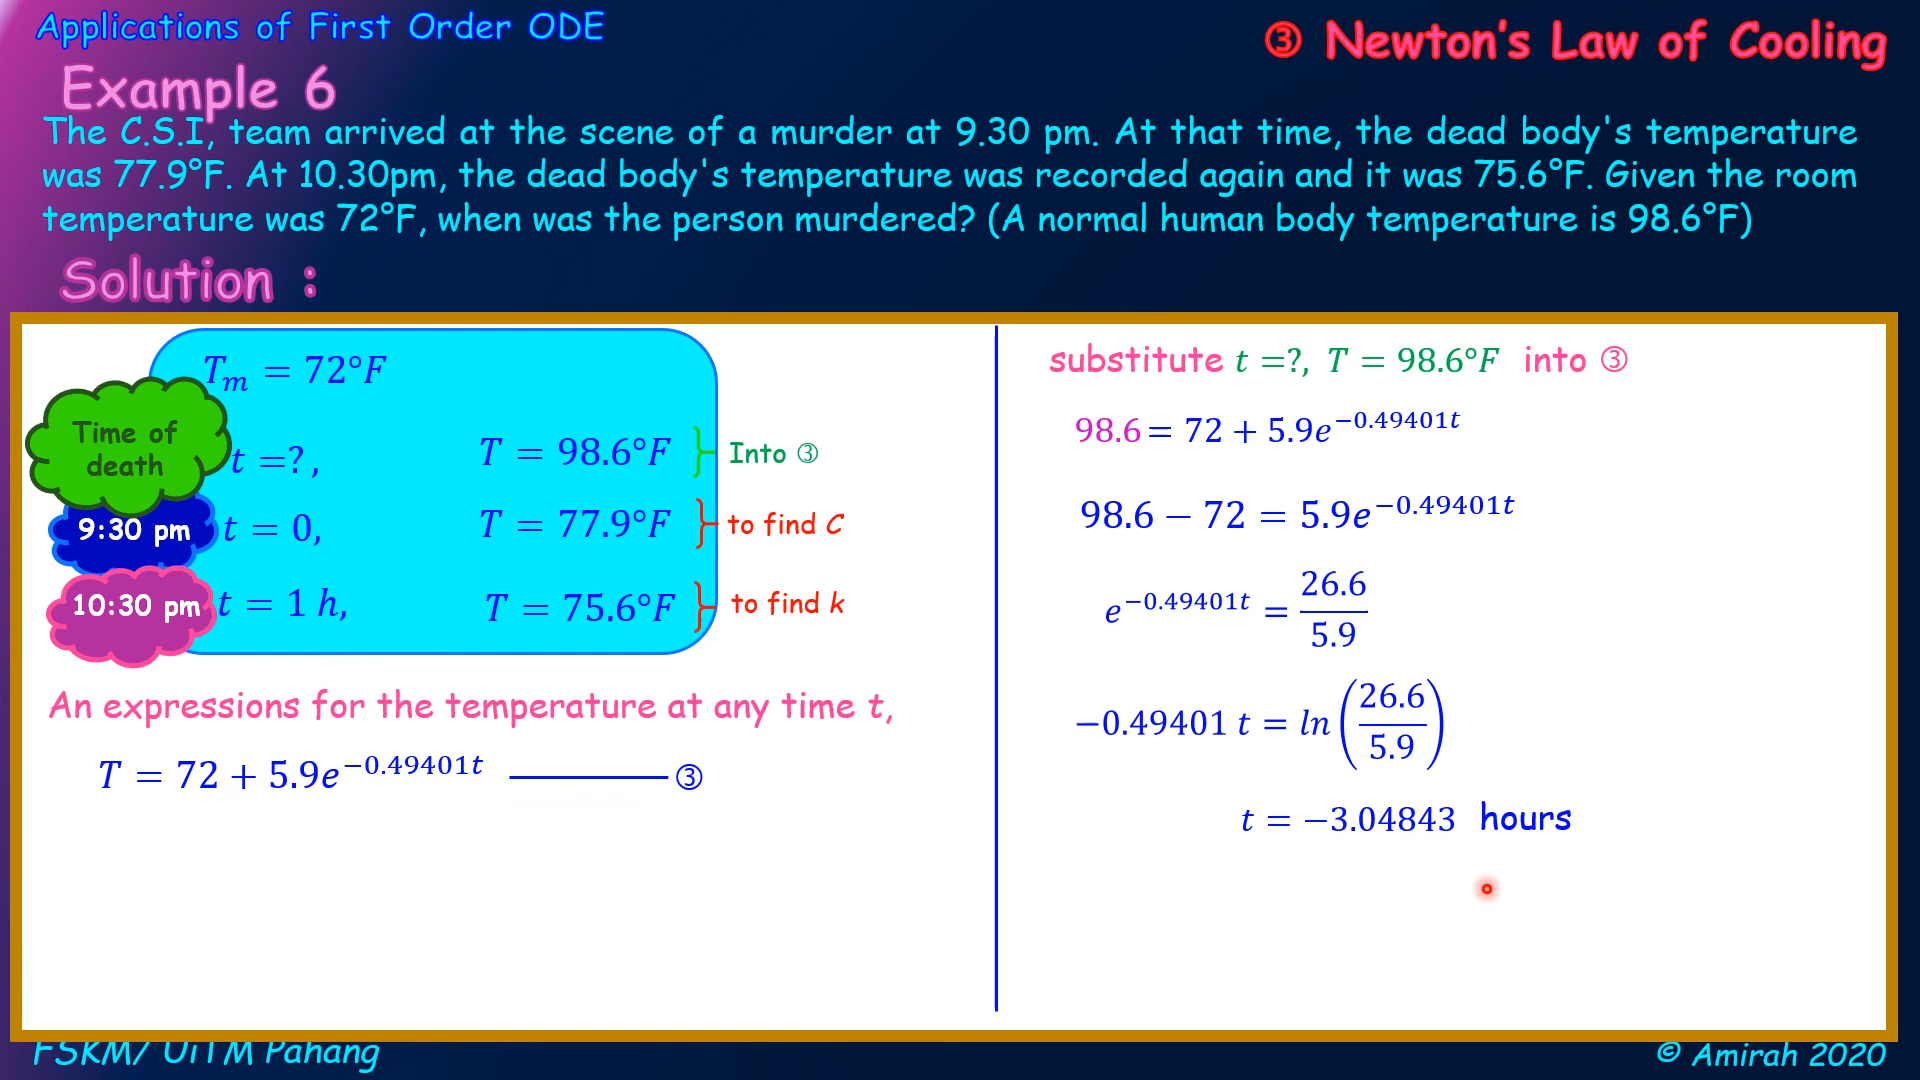 Applications of First Order ODE
③ Newton's Law of Cooling
Example 6
The C.S.I, team arrived at the scene of a murder at 9.30 pm. At that time, the dead body's temperature
was 77.9°F. At 10.30pm, the dead body's temperature was recorded again and it was 75.6°F. Given the room
temperature was 72°F, when was the person murdered? (A normal human body temperature is 98.6°F)
Solution :
Tₘ = 72°F
Time of
death
t =?, T = 98.6°F Into ③
9:30 pm t = 0, T = 77.9°F to find C
10:30 pm t = 1 h, T = 75.6°F to find k
An expressions for the temperature at any time t,
T = 72 + 5.9e^{−0.49401t} ③
substitute t =?, T = 98.6°F into ③
98.6 = 72 + 5.9e^{−0.49401t}
98.6 − 72 = 5.9e^{−0.49401t}
e^{−0.49401t} = 26.6/5.9
−0.49401 t = ln(26.6/5.9)
t = −3.04843 hours
FSKM/ UiTM Pahang
© Amirah 2020